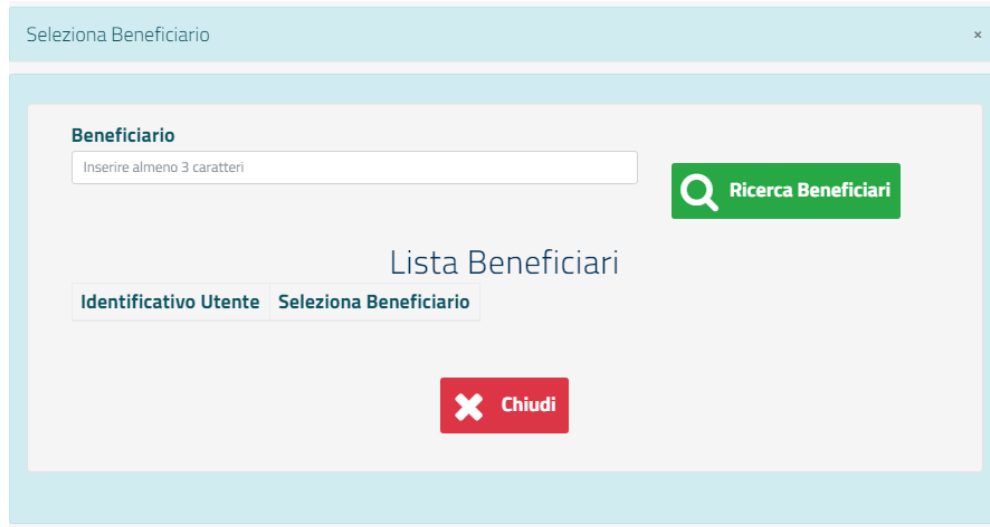 Seleziona Beneficiario ×
Beneficiario
Inserire almeno 3 caratteri
Ricerca Beneficiari
Lista Beneficiari
Identificativo Utente Seleziona Beneficiario
Chiudi